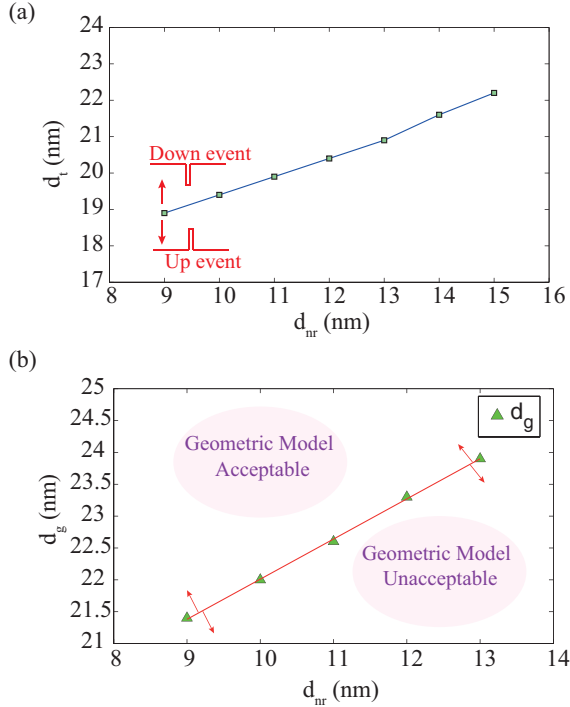 (a)
24
23
22
21
20
19
18
17
d_t (nm)
Down event
Up event
8 9 10 11 12 13 14 15 16
d_nr (nm)
(b)
25
24.5
24
23.5
23
22.5
22
21.5
21
d_g (nm)
d_g
Geometric Model
Acceptable
Geometric Model
Unacceptable
8 9 10 11 12 13 14
d_nr (nm)